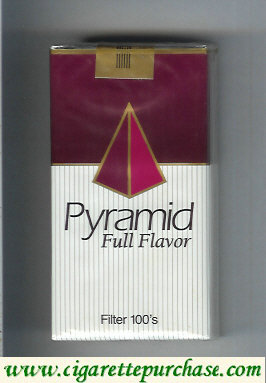 Pyramid
Full Flavor
Filter 100's
www.cigarettepurchase.com